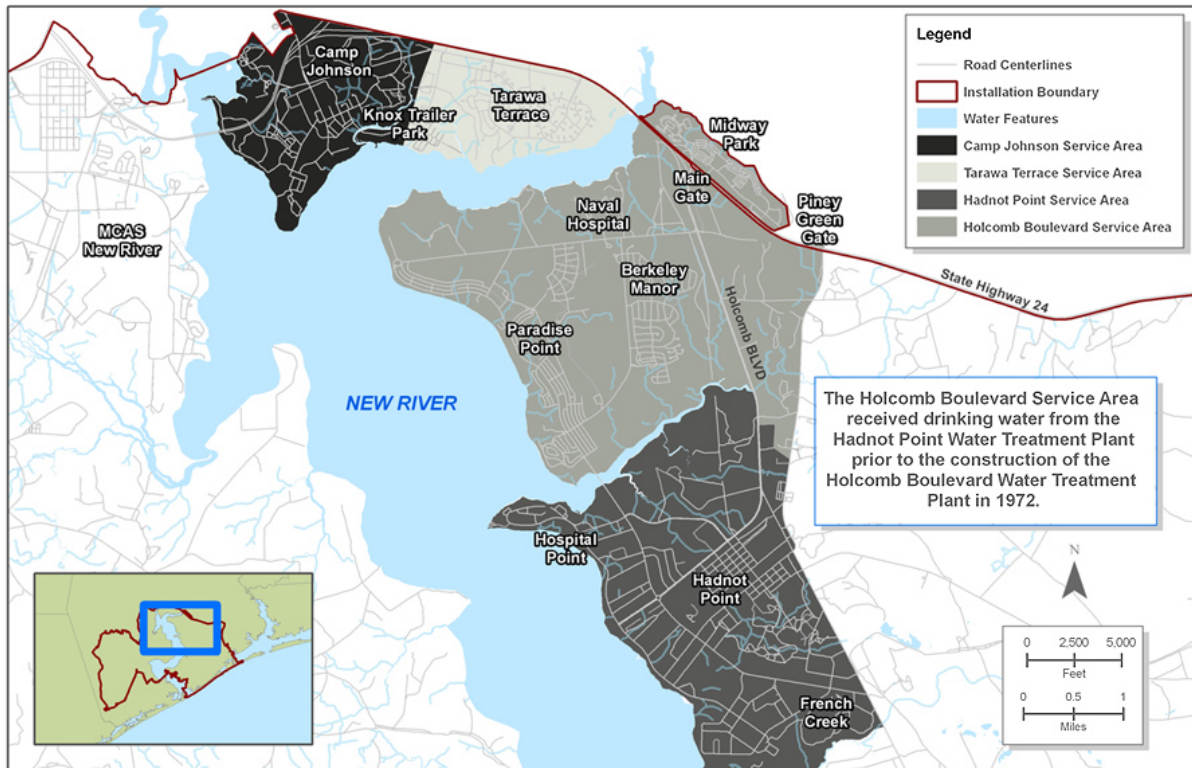 Camp
Johnson
Knox Trailer
Park
Tarawa
Terrace
Midway
Park
Main
Gate
Piney
Green
Gate
Naval
Hospital
MCAS
New River
Berkeley
Manor
Paradise
Point
Holcomb BLVD
State Highway 24
NEW RIVER
Hospital
Point
Hadnot
Point
French
Creek
Legend
Road Centerlines
Installation Boundary
Water Features
Camp Johnson Service Area
Tarawa Terrace Service Area
Hadnot Point Service Area
Holcomb Boulevard Service Area
The Holcomb Boulevard Service Area
received drinking water from the
Hadnot Point Water Treatment Plant
prior to the construction of the
Holcomb Boulevard Water Treatment
Plant in 1972.
N
0 2,500 5,000
Feet
0 0.5 1
Miles